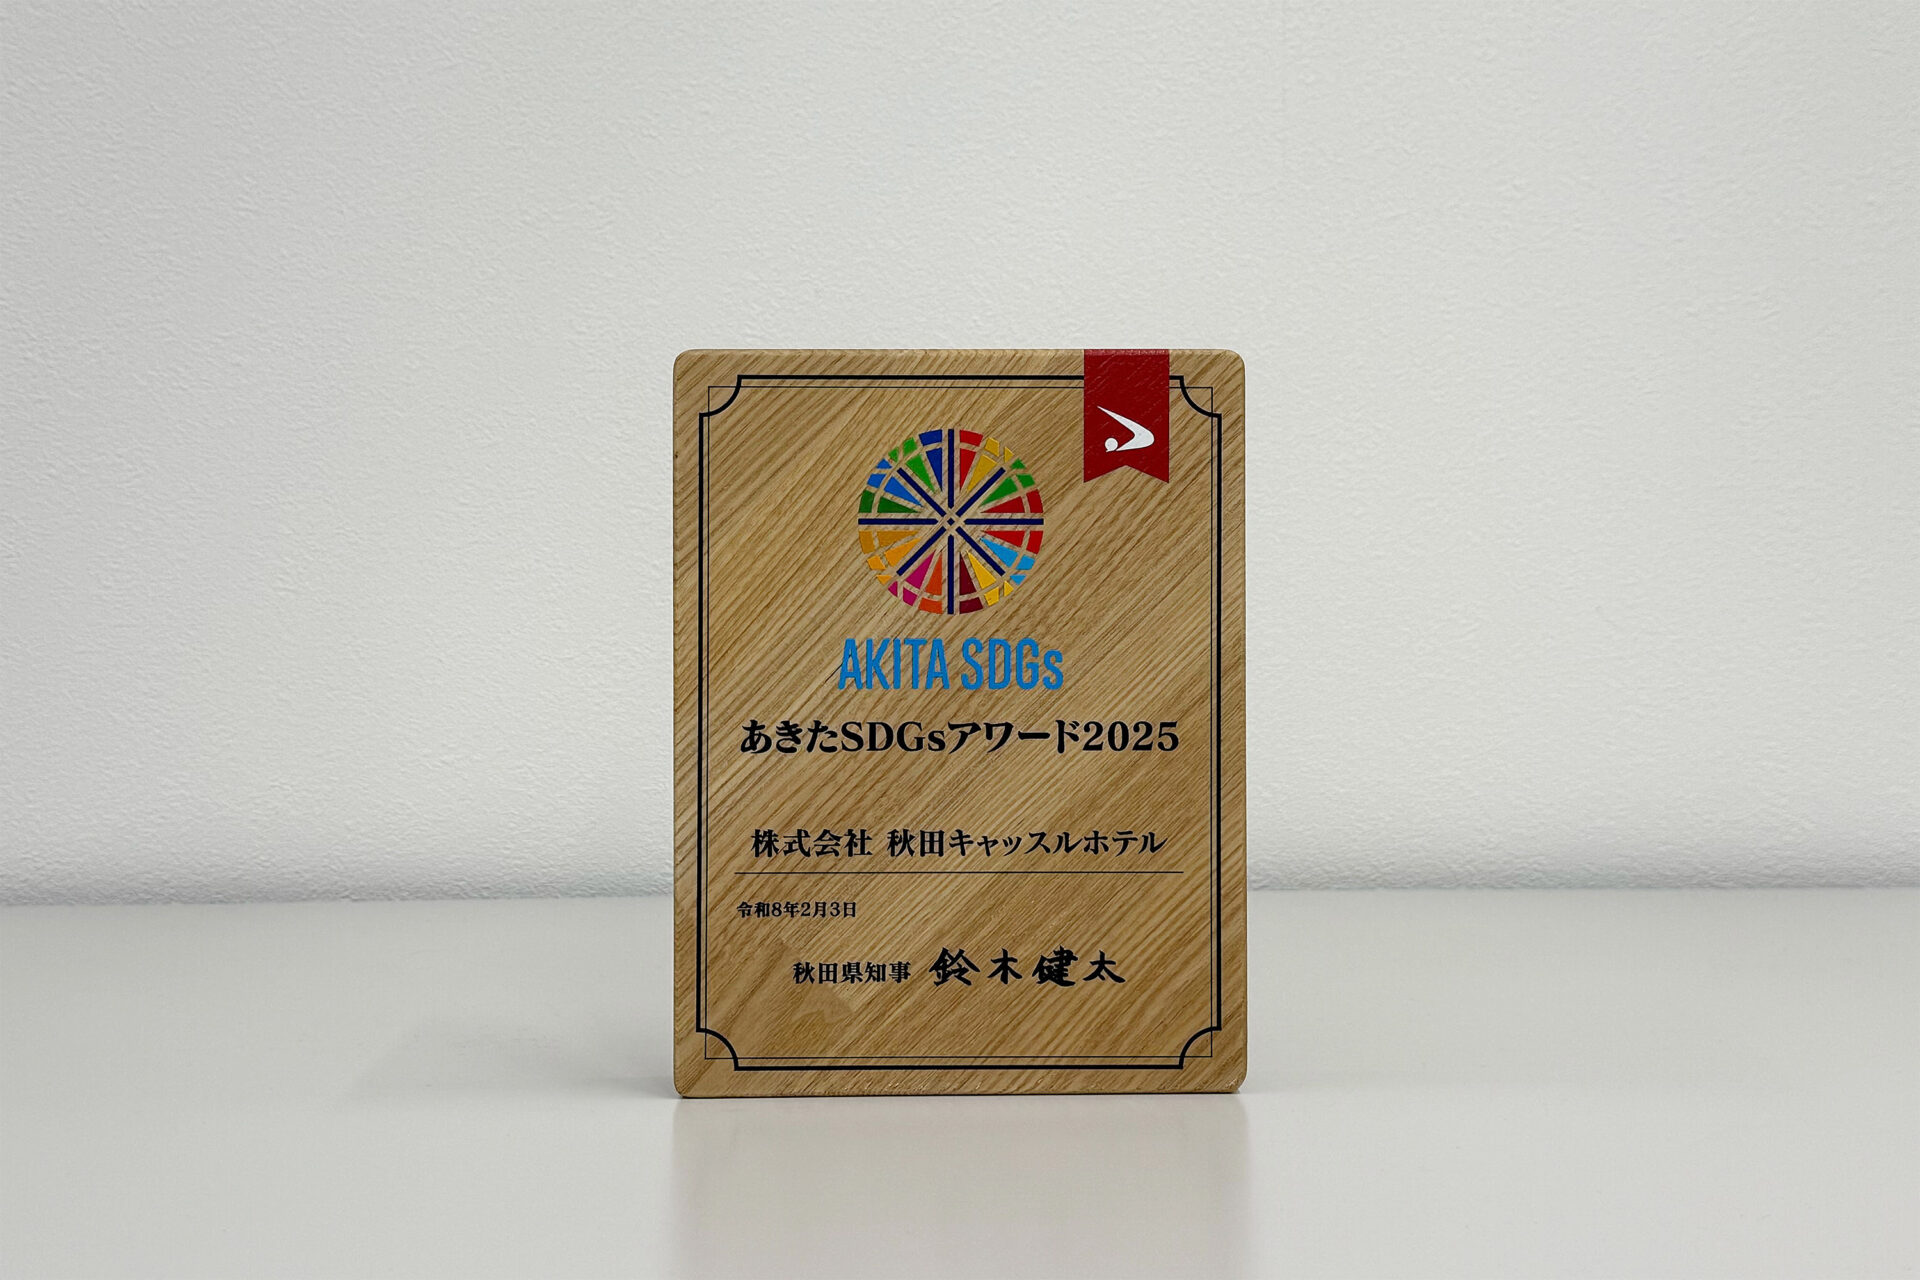 AKITA SDGs
あきたSDGsアワード2025
株式会社 秋田キャッスルホテル
令和8年2月3日
秋田県知事 鈴木健太